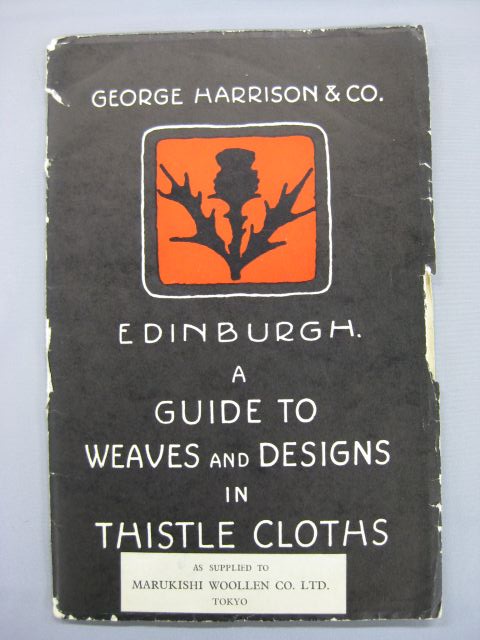 GEORGE HARRISON & CO.
EDINBURGH.
A
GUIDE TO
WEAVES AND DESIGNS
IN
THISTLE CLOTHS
AS SUPPLIED TO
MARUKISHI WOOLLEN CO. LTD.
TOKYO